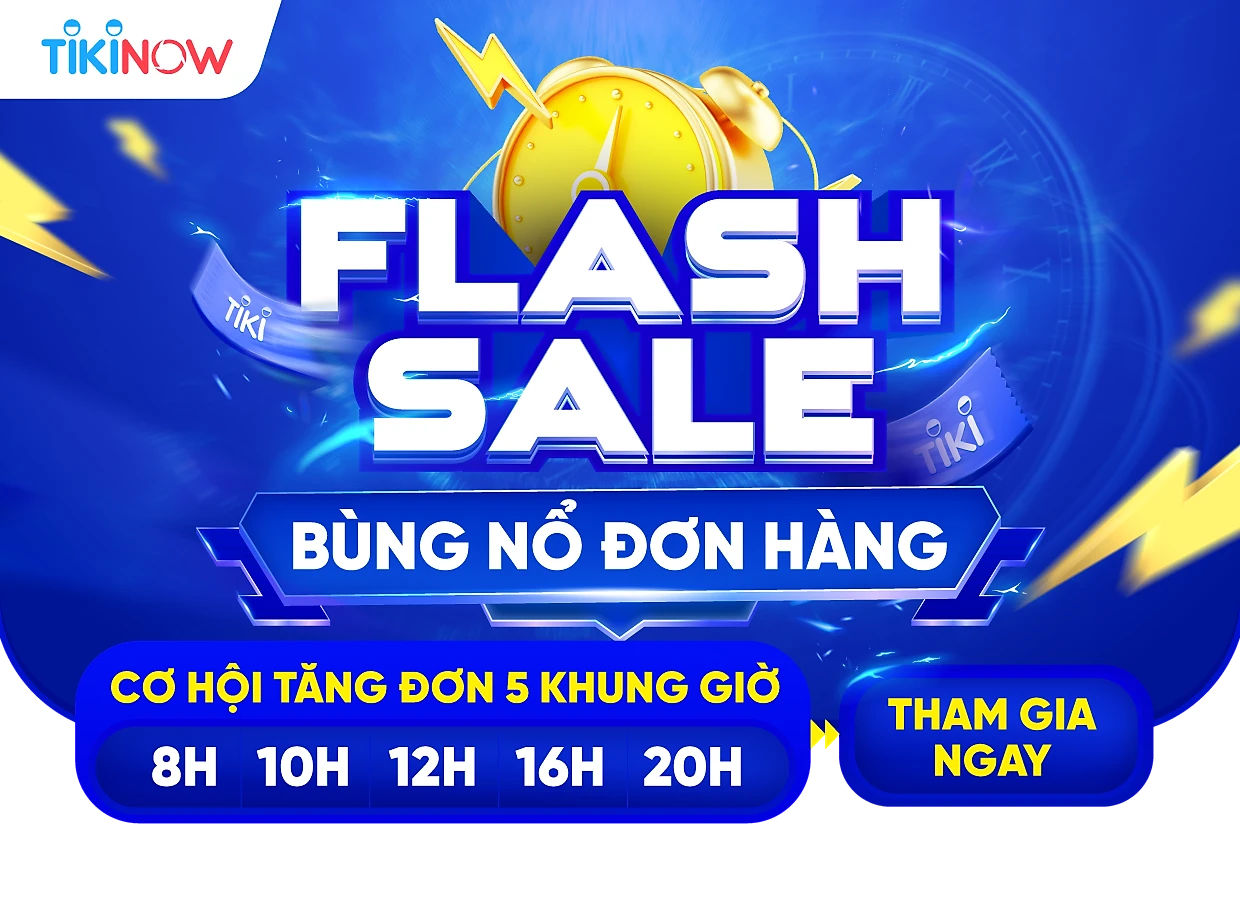 TIKINOW
FLASH
SALE
TIKI
TIKI
BÙNG NỔ ĐƠN HÀNG
CƠ HỘI TĂNG ĐƠN 5 KHUNG GIỜ
8H 10H 12H 16H 20H
THAM GIA
NGAY